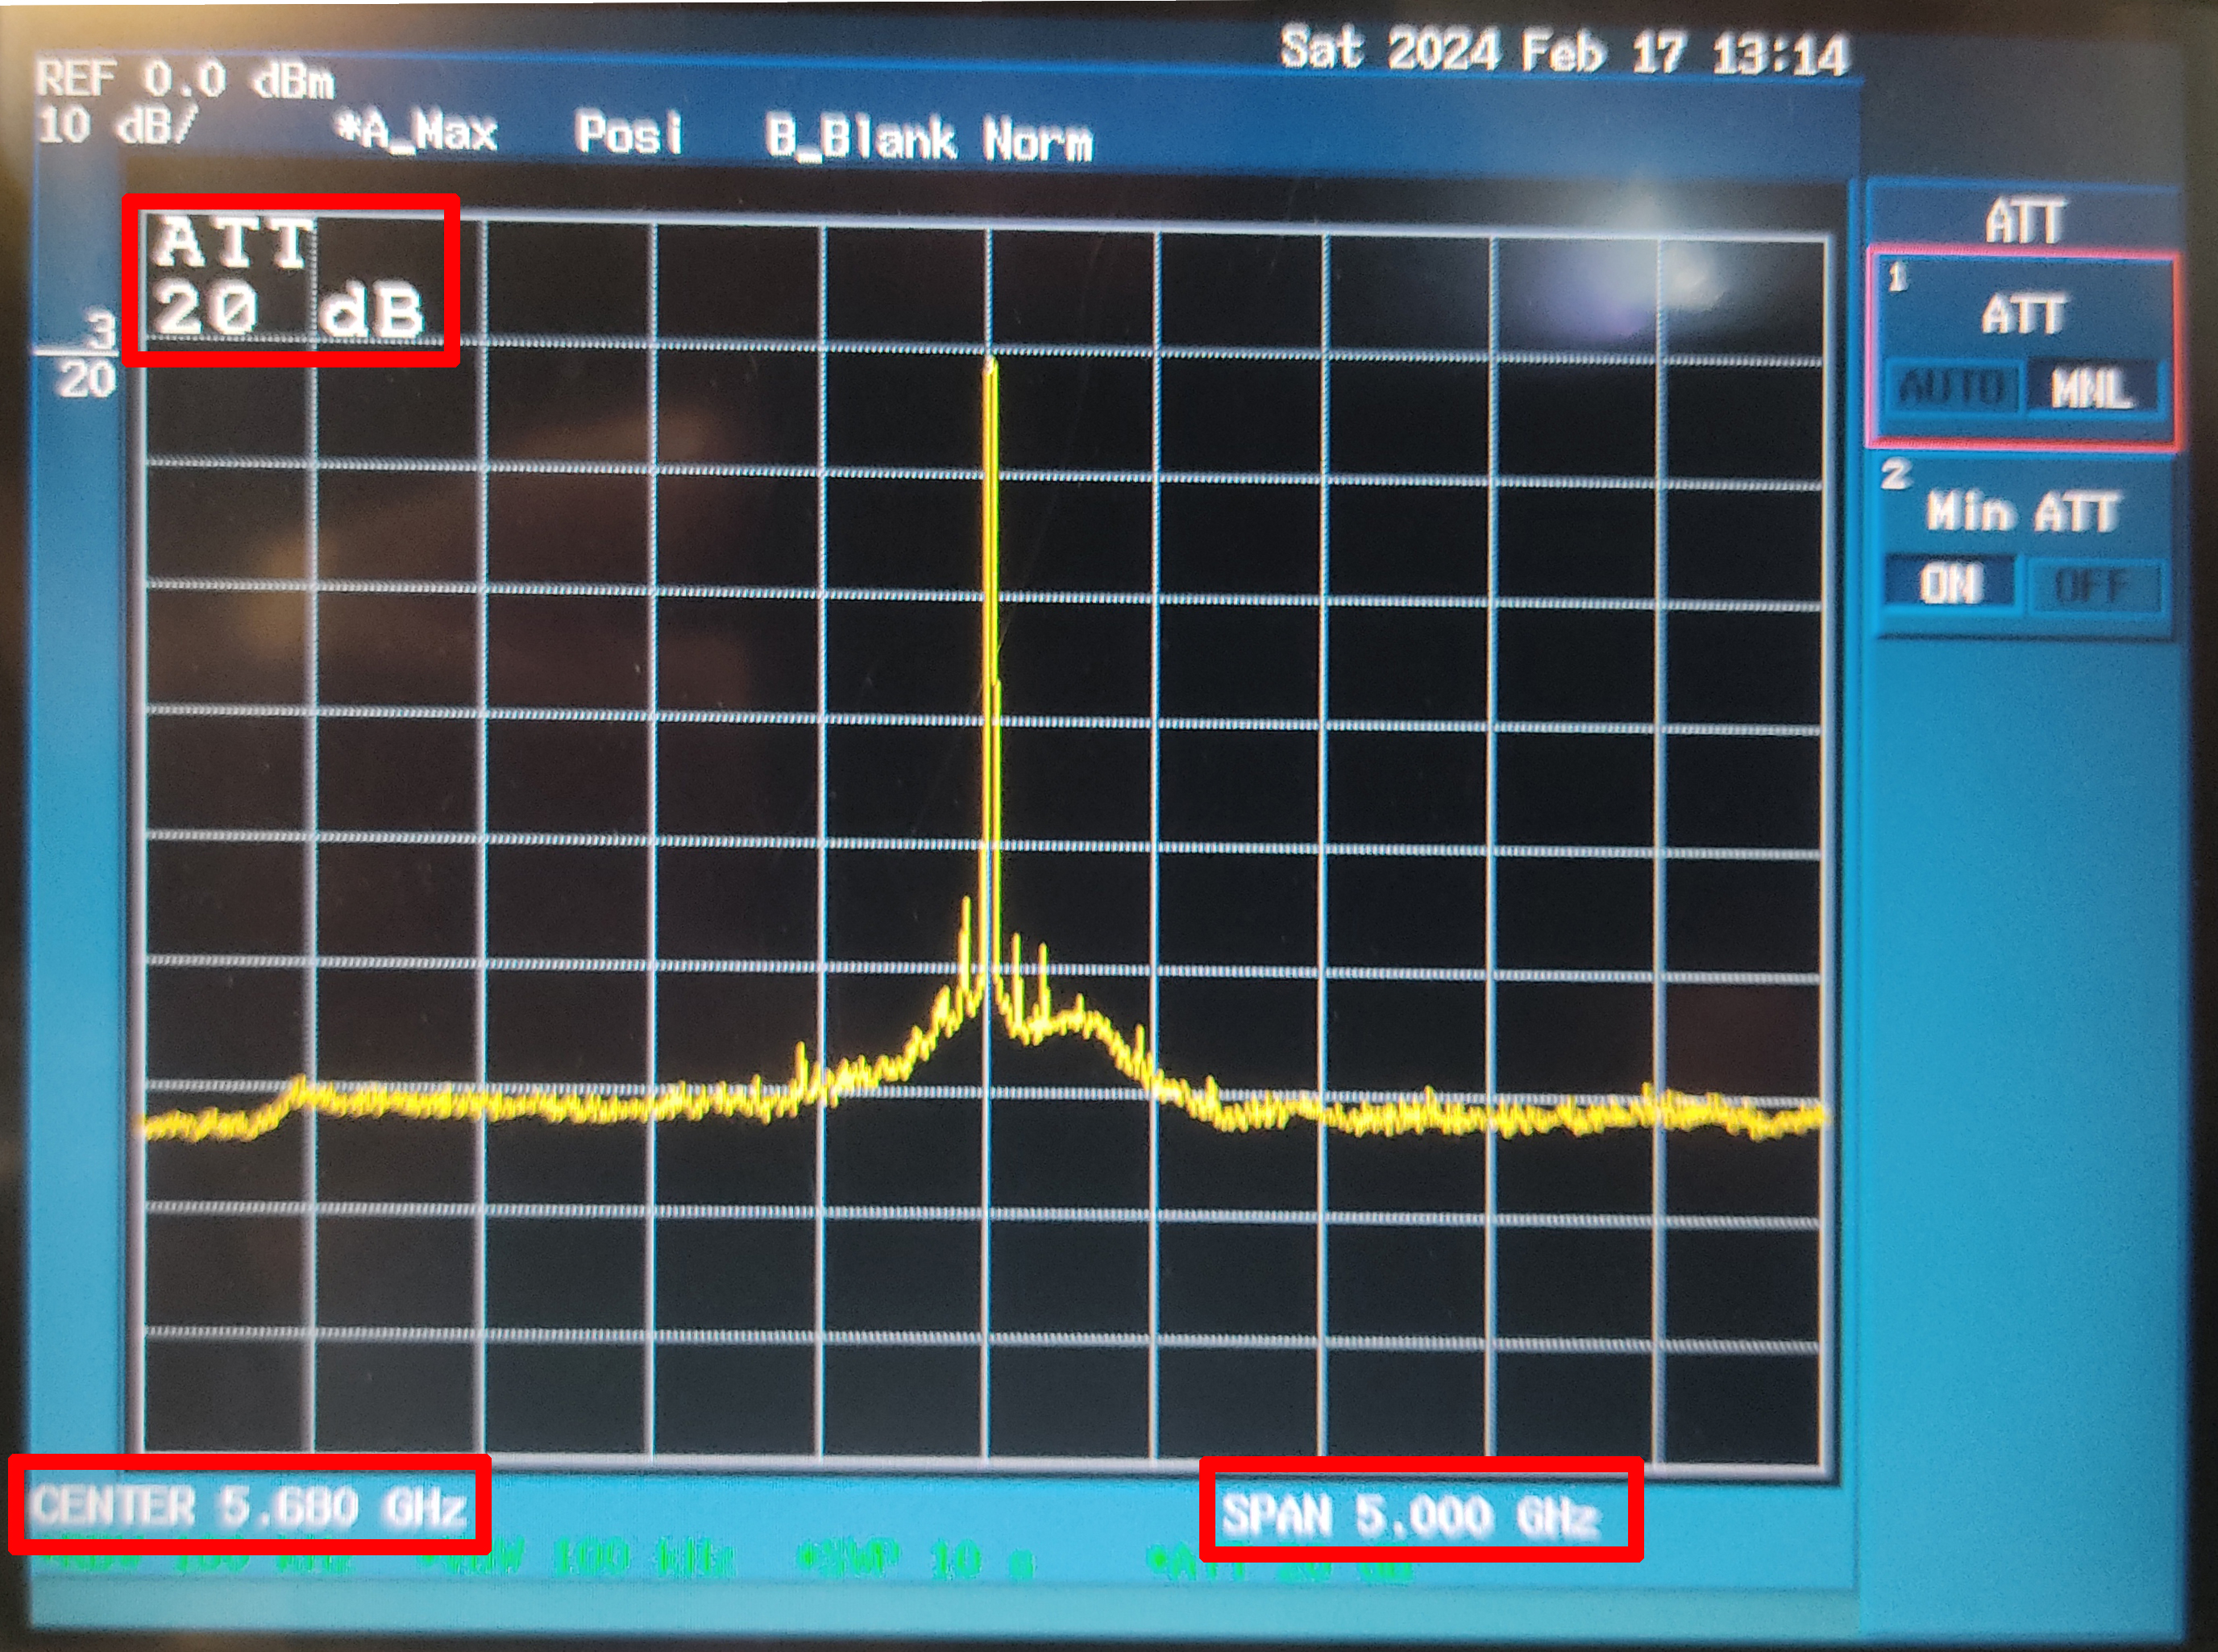 Sat 2024 Feb 17 13:14
REF 0.0 dBm
10 dB/ *A_Max Posi B_Blank Norm
ATT
20 dB
3
20
ATT
1
ATT
AUTO MNL
2
Min ATT
ON OFF
CENTER 5.680 GHz SPAN 5.000 GHz
100 kHz *VBW 100 kHz *SWP 10 s *ATT 20 dB